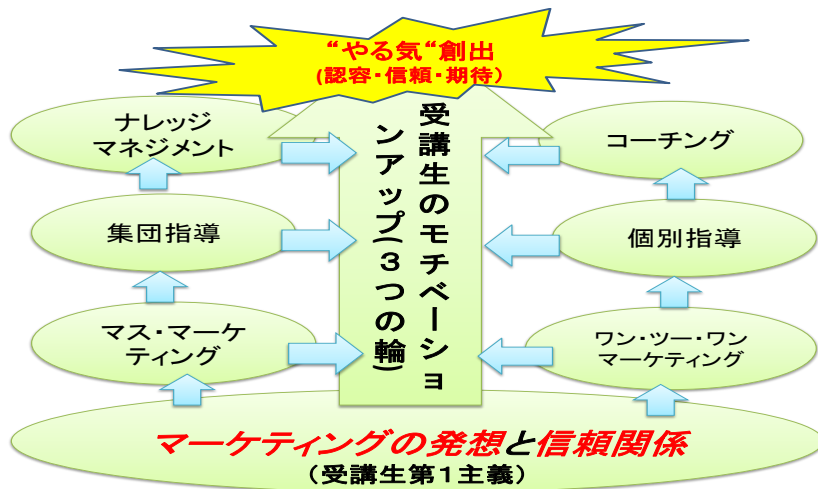 “やる気“創出
(認容・信頼・期待）
ナレッジ
マネジメント
受講生のモチベーショ
ンアップ(３つの輪)
コーチング
集団指導
個別指導
マス・マーケ
ティング
ワン・ツー・ワン
マーケティング
マーケティングの発想と信頼関係
（受講生第１主義）